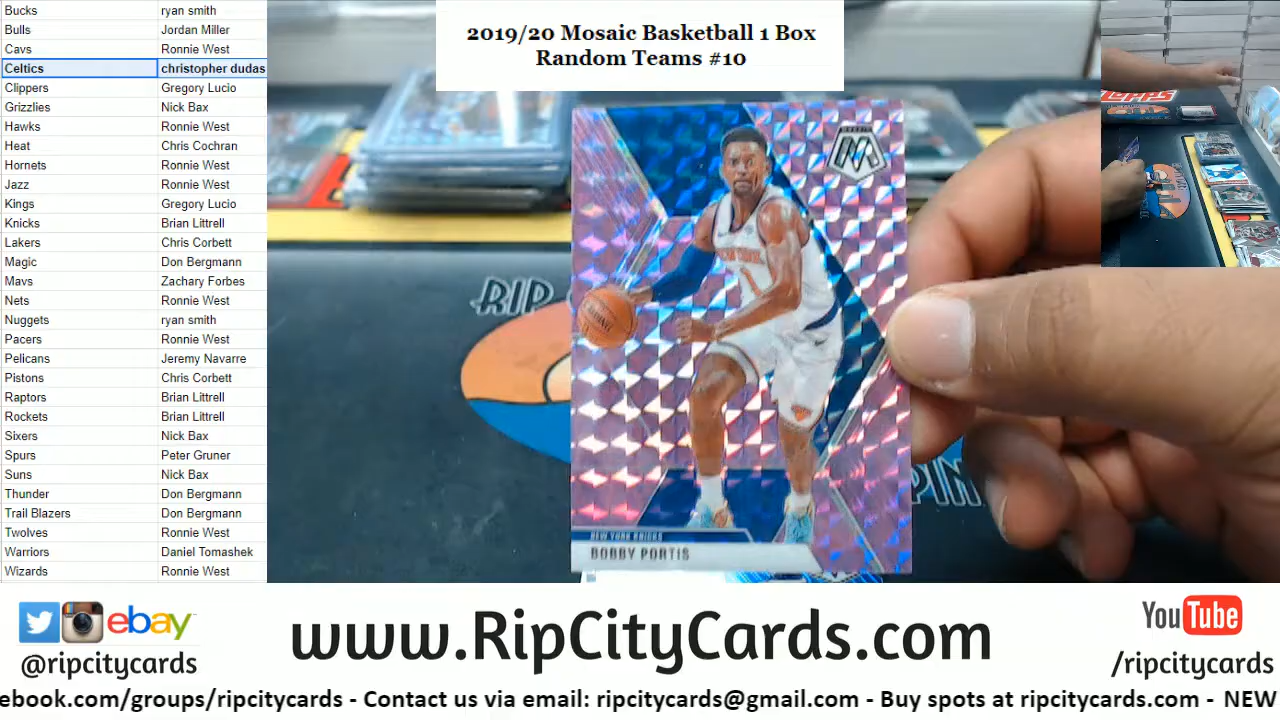 Bucks ryan smith
Bulls Jordan Miller
Cavs Ronnie West
Celtics christopher dudas
Clippers Gregory Lucio
Grizzlies Nick Bax
Hawks Ronnie West
Heat Chris Cochran
Hornets Ronnie West
Jazz Ronnie West
Kings Gregory Lucio
Knicks Brian Littrell
Lakers Chris Corbett
Magic Don Bergmann
Mavs Zachary Forbes
Nets Ronnie West
Nuggets ryan smith
Pacers Ronnie West
Pelicans Jeremy Navarre
Pistons Chris Corbett
Raptors Brian Littrell
Rockets Brian Littrell
Sixers Nick Bax
Spurs Peter Gruner
Suns Nick Bax
Thunder Don Bergmann
Trail Blazers Don Bergmann
Twolves Ronnie West
Warriors Daniel Tomashek
Wizards Ronnie West
2019/20 Mosaic Basketball 1 Box
Random Teams #10
RIP
1
NEW YORK KNICKS
BOBBY PORTIS
ebay
@ripcitycards
www.RipCityCards.com
YouTube
/ripcitycards
ebook.com/groups/ripcitycards - Contact us via email: ripcitycards@gmail.com - Buy spots at ripcitycards.com - NEW